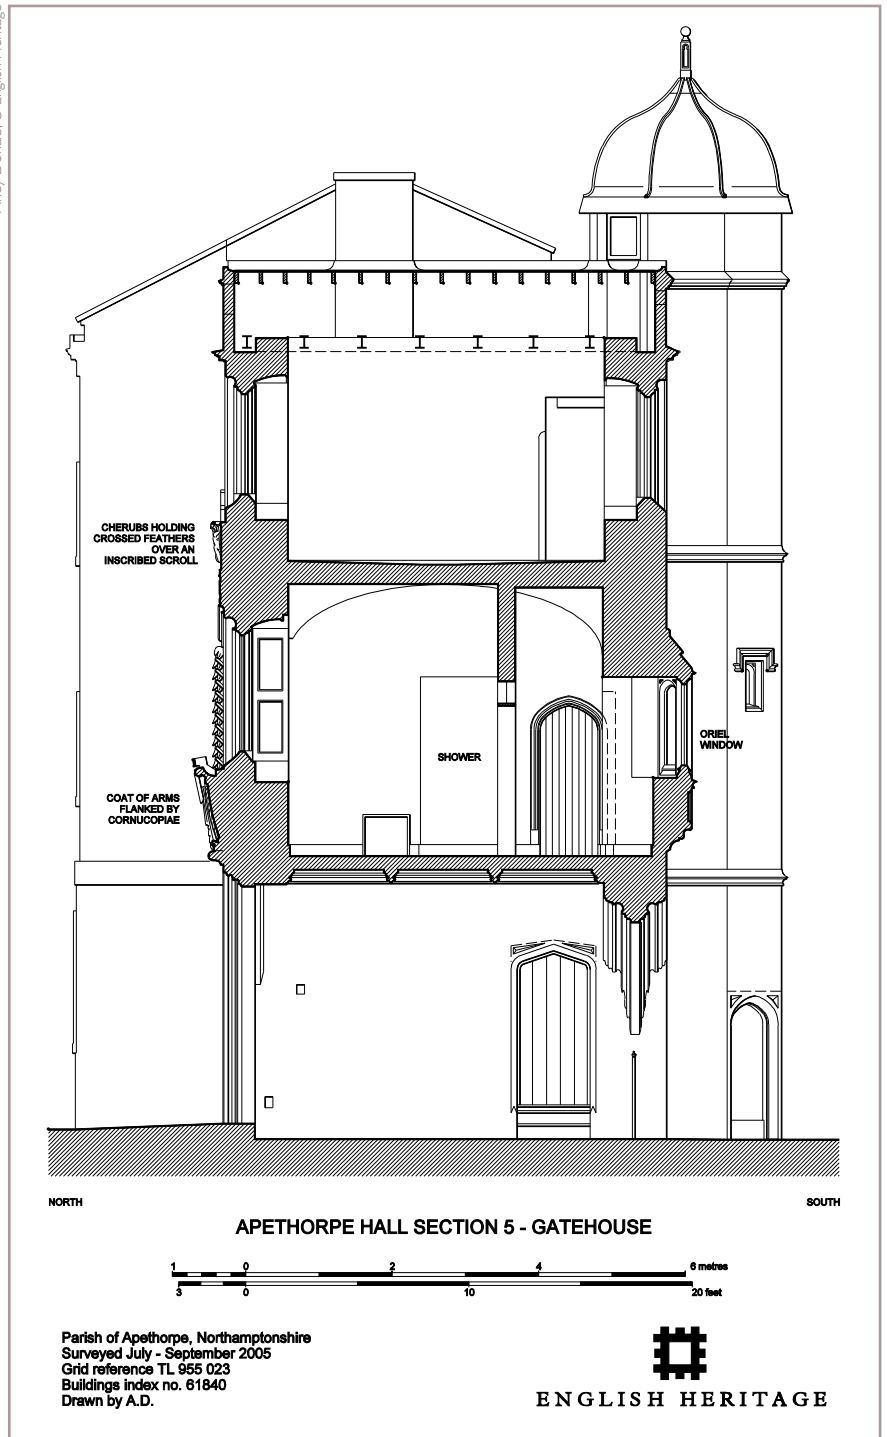 CHERUBS HOLDING
CROSSED FEATHERS
OVER AN
INSCRIBED SCROLL
SHOWER
ORIEL
WINDOW
COAT OF ARMS
FLANKED BY
CORNUCOPIAE
NORTH
SOUTH
APETHORPE HALL SECTION 5 - GATEHOUSE
1 0 2 4 6 metres
3 0 10 20 feet
Parish of Apethorpe, Northamptonshire
Surveyed July - September 2005
Grid reference TL 955 023
Buildings index no. 61840
Drawn by A.D.
ENGLISH HERITAGE